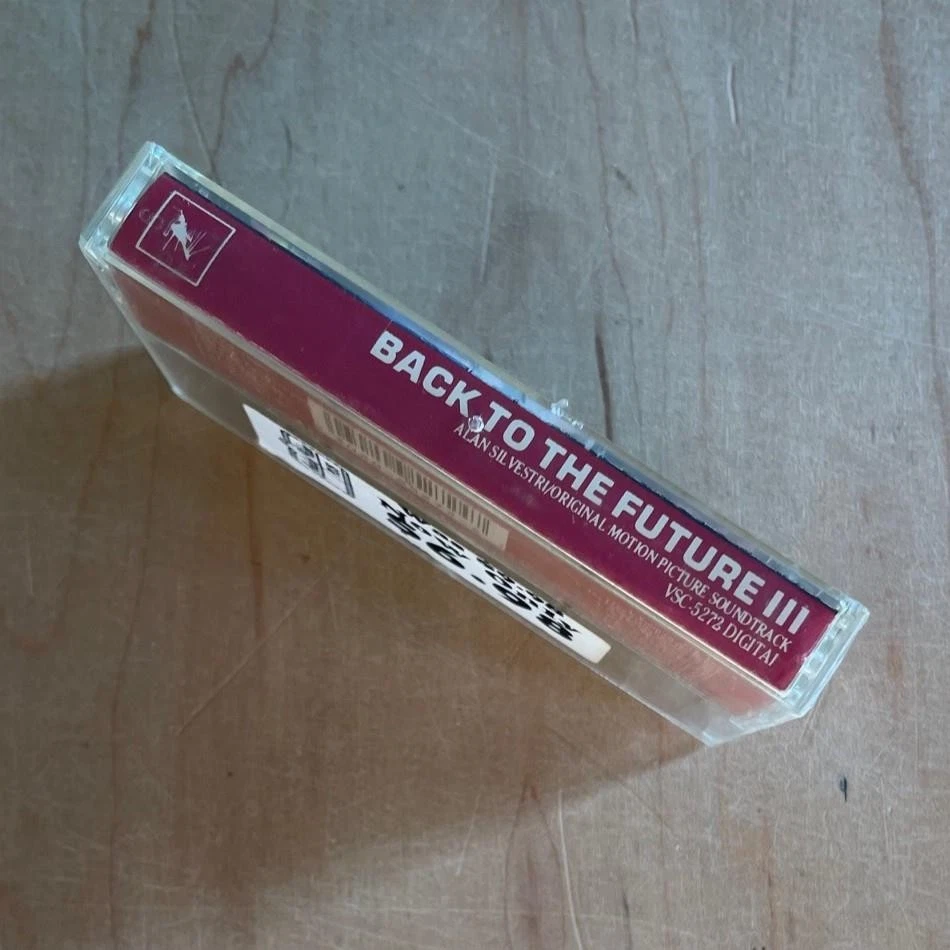 BACK TO THE FUTURE III
ALAN SILVESTRI/ORIGINAL MOTION PICTURE SOUNDTRACK
VSC-5272 DIGITAL